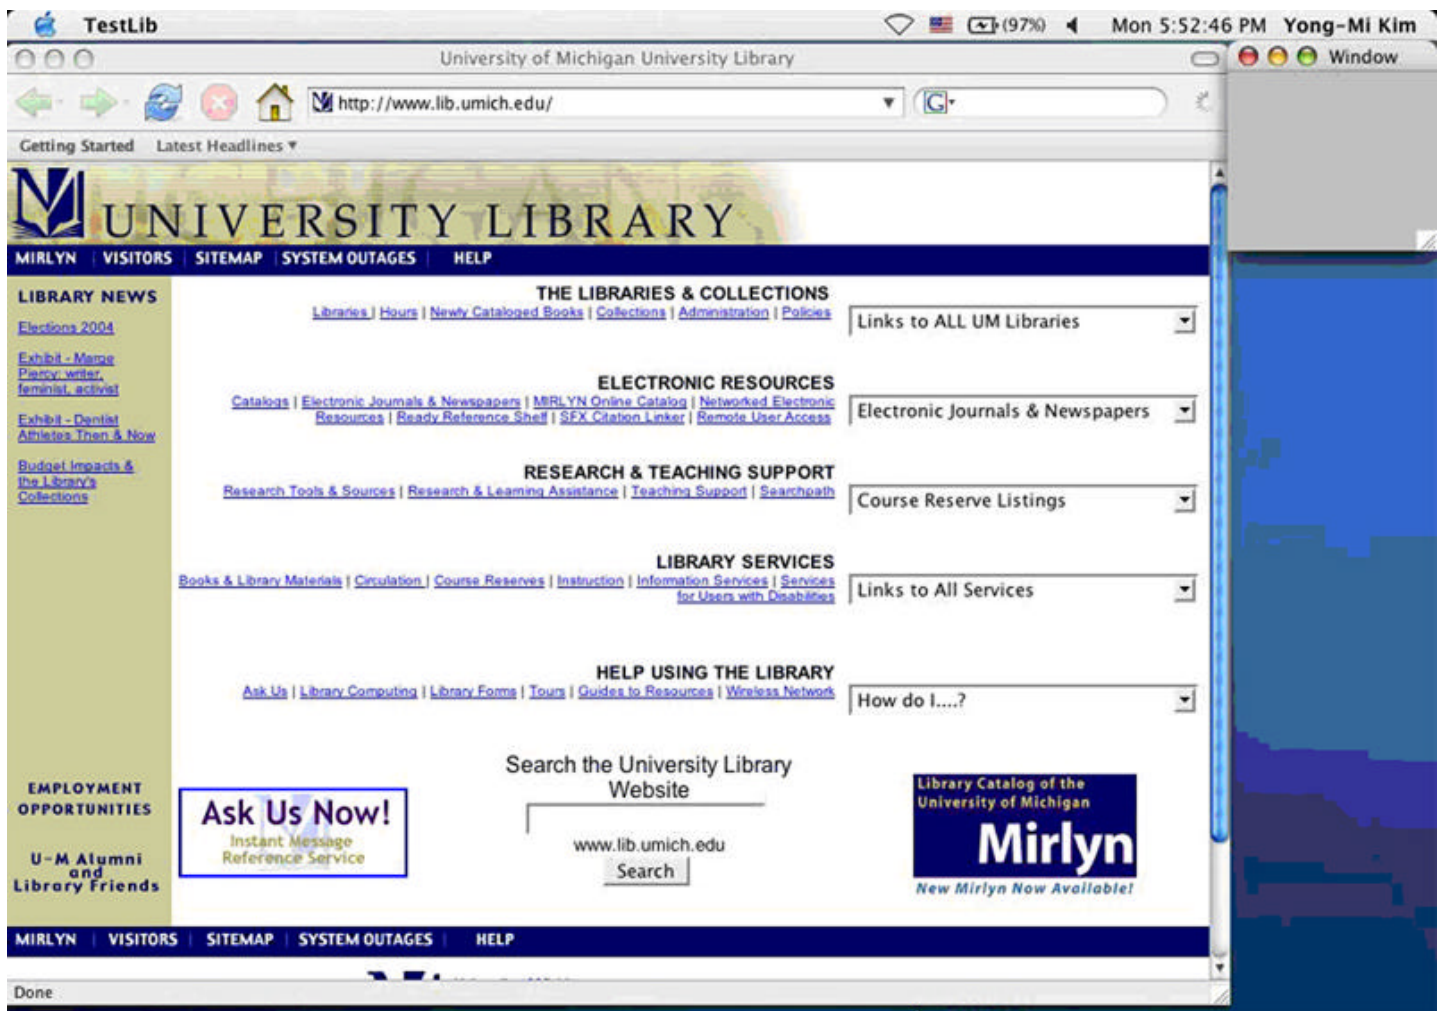 TestLib (97%) Mon 5:52:46 PM Yong-Mi Kim
University of Michigan University Library
Window
http://www.lib.umich.edu/
G
Getting Started Latest Headlines
UNIVERSITY LIBRARY
MIRLYN | VISITORS | SITEMAP | SYSTEM OUTAGES | HELP
LIBRARY NEWS
Elections 2004
Exhibit - Marge
Piercy: writer,
feminist, activist
Exhibit - Dentist
Athletes Then & Now
Budget Impacts &
the Library's
Collections
THE LIBRARIES & COLLECTIONS
Libraries | Hours | Newly Cataloged Books | Collections | Administration | Policies
Links to ALL UM Libraries
ELECTRONIC RESOURCES
Catalogs | Electronic Journals & Newspapers | MIRLYN Online Catalog | Networked Electronic
Resources | Ready Reference Shelf | SFX Citation Linker | Remote User Access
Electronic Journals & Newspapers
RESEARCH & TEACHING SUPPORT
Research Tools & Sources | Research & Learning Assistance | Teaching Support | Searchpath
Course Reserve Listings
LIBRARY SERVICES
Books & Library Materials | Circulation | Course Reserves | Instruction | Information Services | Services
for Users with Disabilities
Links to All Services
HELP USING THE LIBRARY
Ask Us | Library Computing | Library Forms | Tours | Guides to Resources | Wireless Network
How do I....?
EMPLOYMENT
OPPORTUNITIES
U-M Alumni
and
Library Friends
Ask Us Now!
Instant Message
Reference Service
Search the University Library
Website
www.lib.umich.edu
Search
Library Catalog of the
University of Michigan
Mirlyn
New Mirlyn Now Available!
MIRLYN | VISITORS | SITEMAP | SYSTEM OUTAGES | HELP
Done